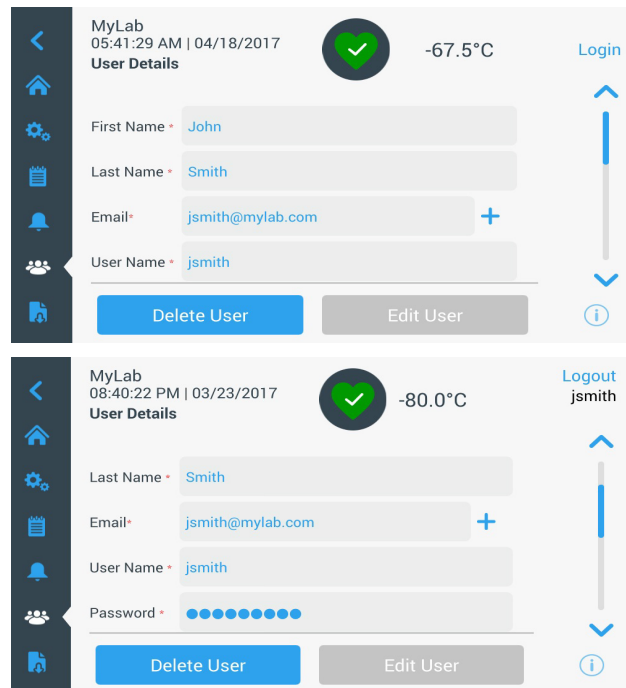 MyLab
05:41:29 AM | 04/18/2017
User Details
-67.5°C
Login
First Name * John
Last Name * Smith
Email* jsmith@mylab.com
User Name * jsmith
Delete User
Edit User
MyLab
08:40:22 PM | 03/23/2017
User Details
-80.0°C
Logout
jsmith
Last Name * Smith
Email* jsmith@mylab.com
User Name * jsmith
Password * ●●●●●●●●●
Delete User
Edit User